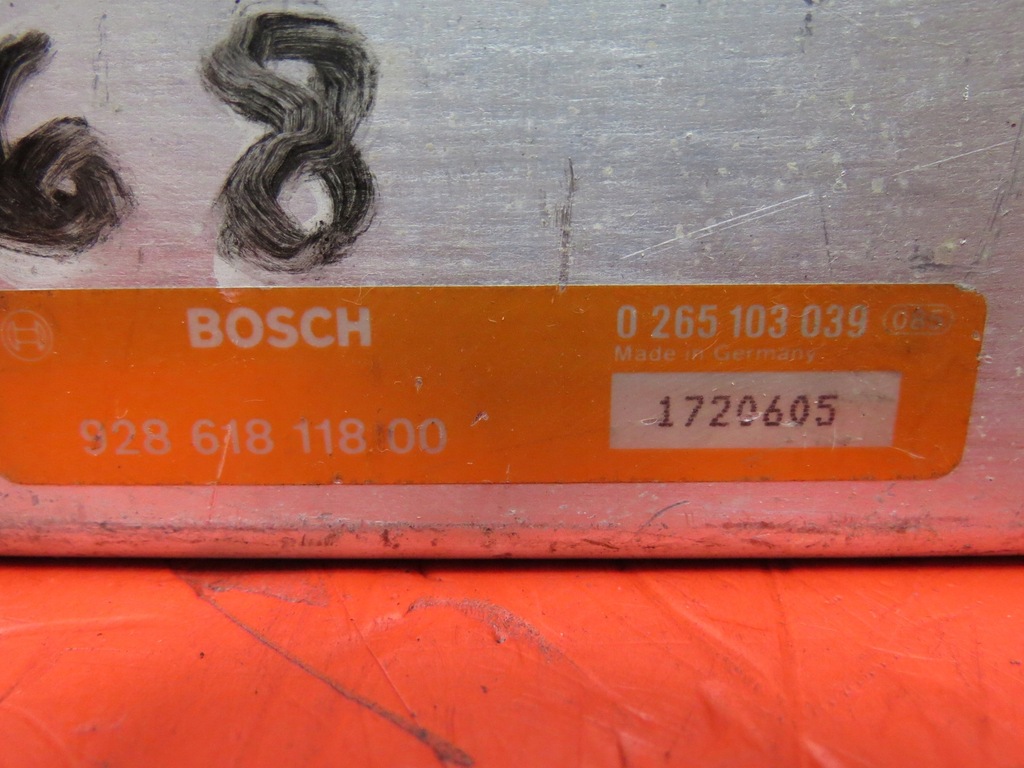 68
BOSCH
0 265 103 039
Made in Germany
1720605
928 618 118.00